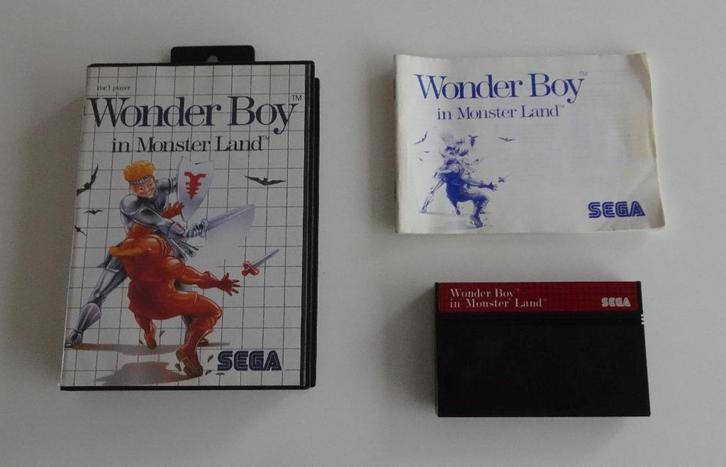 For 1 player
Wonder Boy™
in Monster Land™
SEGA
Wonder Boy™
in Monster Land™
SEGA
Wonder Boy™
in Monster Land™
SEGA